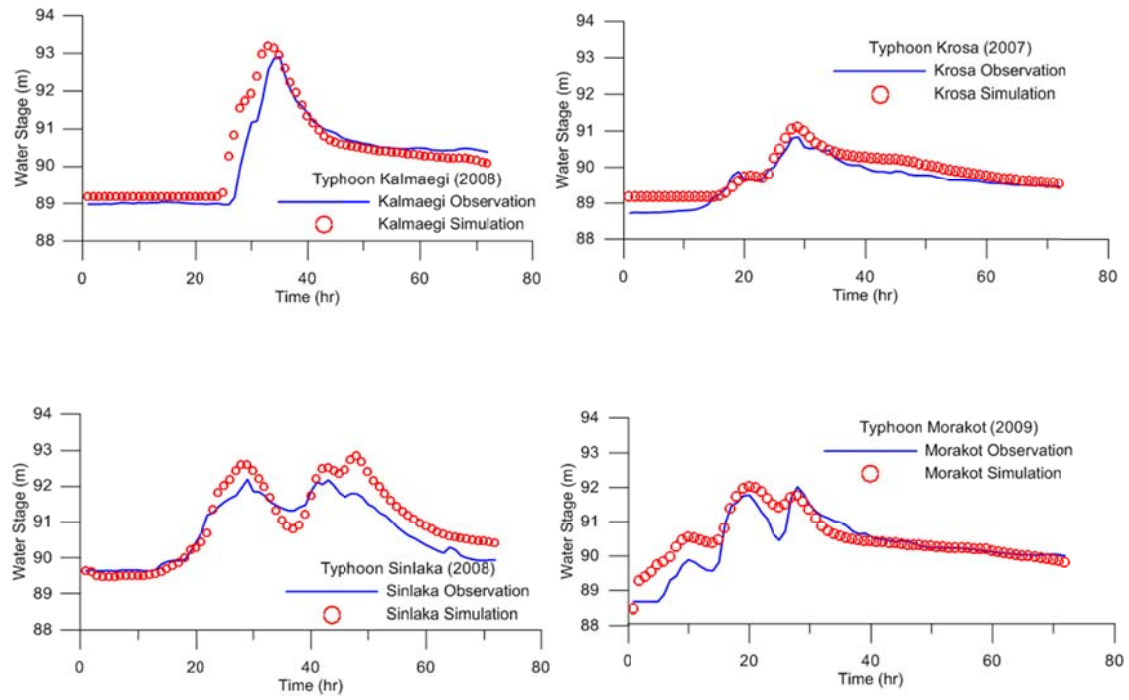 94
93
92
91
90
89
88
Water Stage (m)
Typhoon Kalmaegi (2008)
Kalmaegi Observation
Kalmaegi Simulation
0
20
40
60
80
Time (hr)
94
93
92
91
90
89
88
Water Stage (m)
Typhoon Krosa (2007)
Krosa Observation
Krosa Simulation
0
20
40
60
80
Time (hr)
94
93
92
91
90
89
88
Water Stage (m)
Typhoon Sinlaka (2008)
Sinlaka Observation
Sinlaka Simulation
0
20
40
60
80
Time (hr)
94
93
92
91
90
89
88
Water Stage (m)
Typhoon Morakot (2009)
Morakot Observation
Morakot Simulation
0
20
40
60
80
Time (hr)